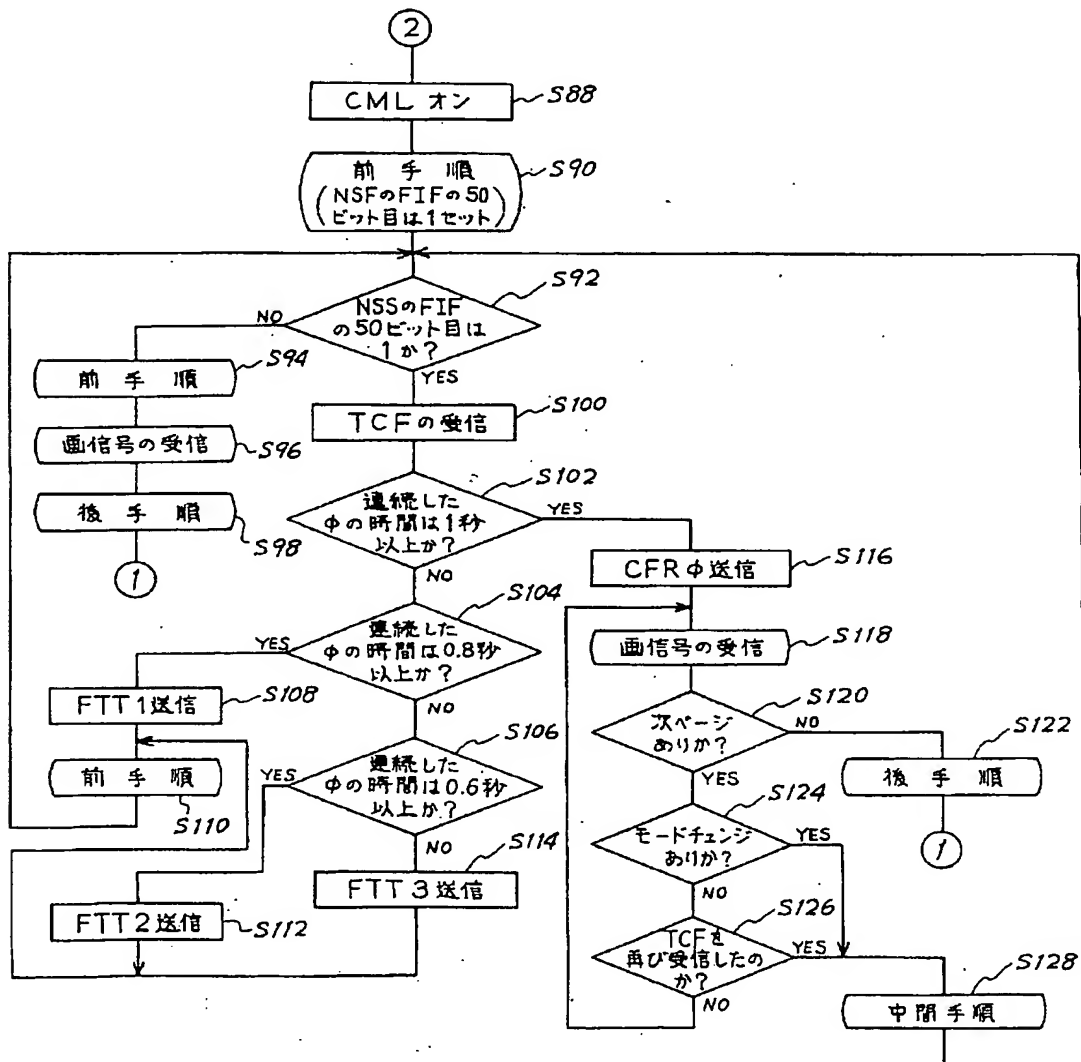 2
CMLオン
S88
前手順
(NSFのFIFの50
ビット目は1セット)
S90
NSSのFIF
の50ビット目は
1か?
S92
NO
YES
前手順
S94
画信号の受信
S96
後手順
S98
1
TCFの受信
S100
連続した
φの時間は1秒
以上か?
S102
YES
NO
連続した
φの時間は0.8秒
以上か?
S104
YES
NO
FTT1送信
S108
前手順
S110
連続した
φの時間は0.6秒
以上か?
S106
YES
NO
FTT2送信
S112
FTT3送信
S114
CFRφ送信
S116
画信号の受信
S118
次ページ
ありか?
S120
NO
YES
後手順
S122
1
モードチェンジ
ありか?
S124
YES
NO
TCFを
再び受信したの
か?
S126
YES
NO
中間手順
S128